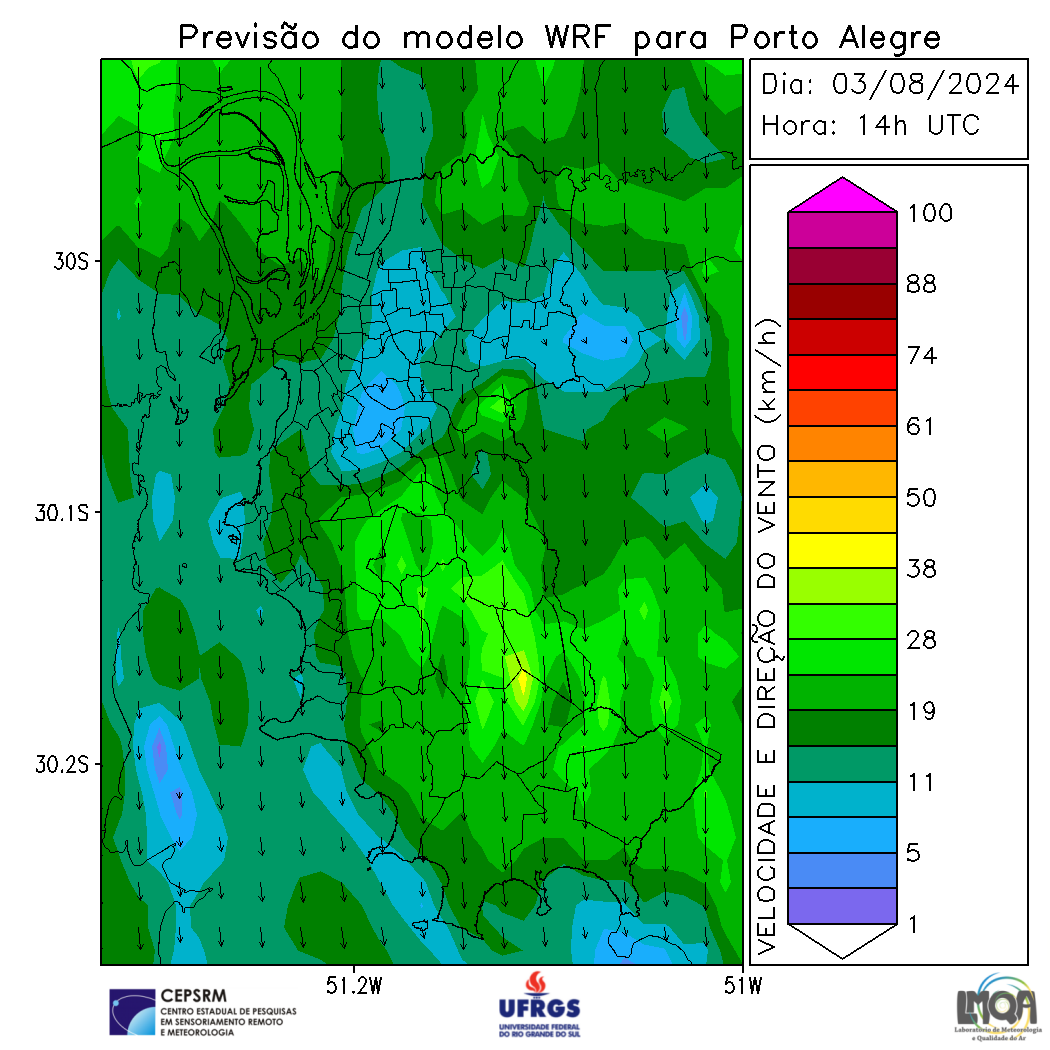 Previsão do modelo WRF para Porto Alegre
Dia: 03/08/2024
Hora: 14h UTC
30S
30.1S
30.2S
51.2W
51W
VELOCIDADE E DIREÇÃO DO VENTO (km/h)
100
88
74
61
50
38
28
19
11
5
1
CEPSRM
CENTRO ESTADUAL DE PESQUISAS
EM SENSORIAMENTO REMOTO
E METEOROLOGIA
UFRGS
UNIVERSIDADE FEDERAL
DO RIO GRANDE DO SUL
LMQA
Laboratório de Meteorologia
e Qualidade do Ar